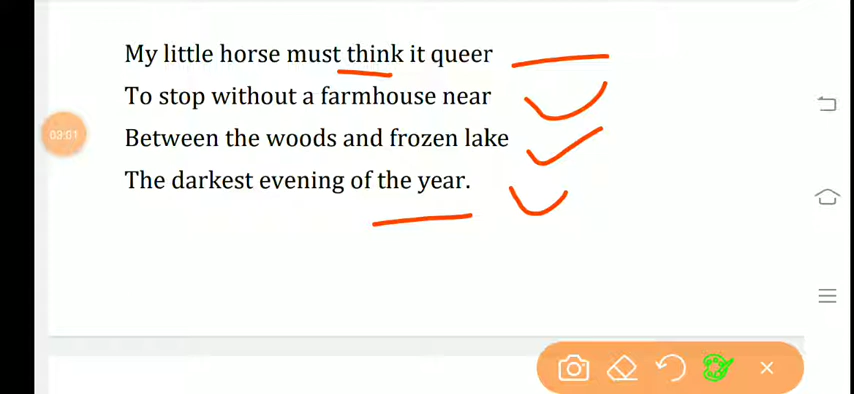 My little horse must think it queer
To stop without a farmhouse near
03:01
Between the woods and frozen lake
The darkest evening of the year.